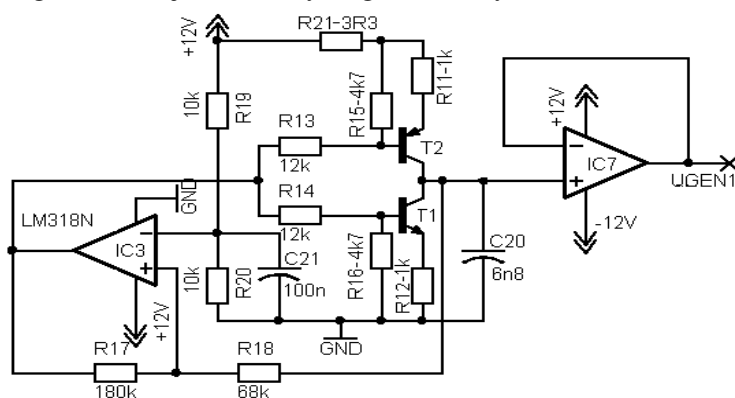 R21-3R3
+12V
R11-1k
10k
R19
R15-4k7
R13
12k
T2
+12V
IC7
UGEN1
-12V
R14
12k
T1
GND
LM318N
IC3
C21
100n
R16-4k7
R12-1k
C20
6n8
10k
R20
+12V
GND
R17
180k
R18
68k